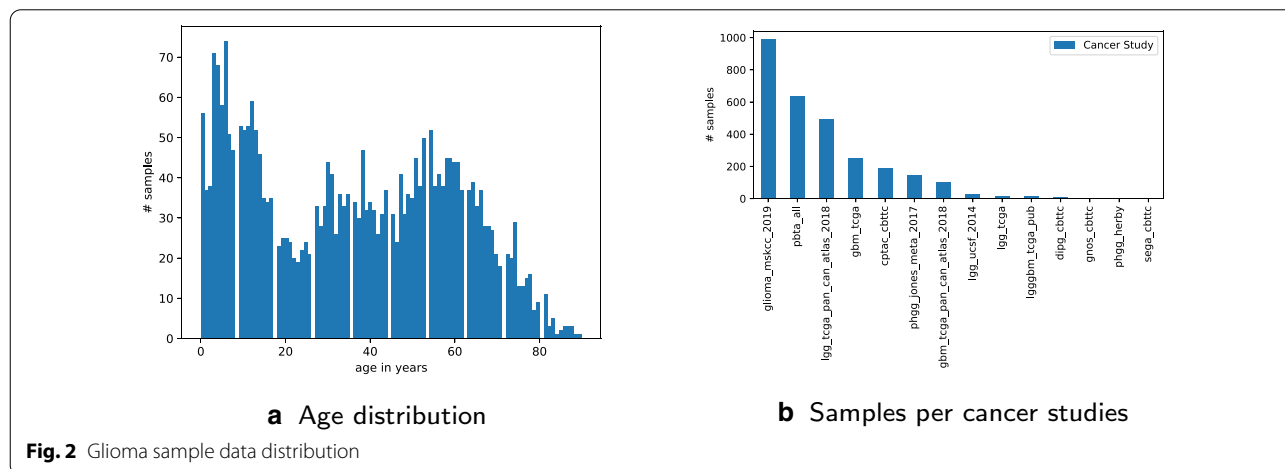 70
60
50
40
30
20
10
0
# samples
0 20 40 60 80
age in years
a Age distribution
1000
800
600
400
200
0
# samples
Cancer Study
glioma_mskcc_2019
pbta_all
lgg_tcga_pan_can_atlas_2018
gbm_tcga
cptac_cbttc
phgg_jones_meta_2017
gbm_tcga_pan_can_atlas_2018
lgg_ucsf_2014
lgg_tcga
lgggbm_tcga_pub
dipg_cbttc
gnos_cbttc
phgg_herby
sega_cbttc
b Samples per cancer studies
Fig. 2 Glioma sample data distribution